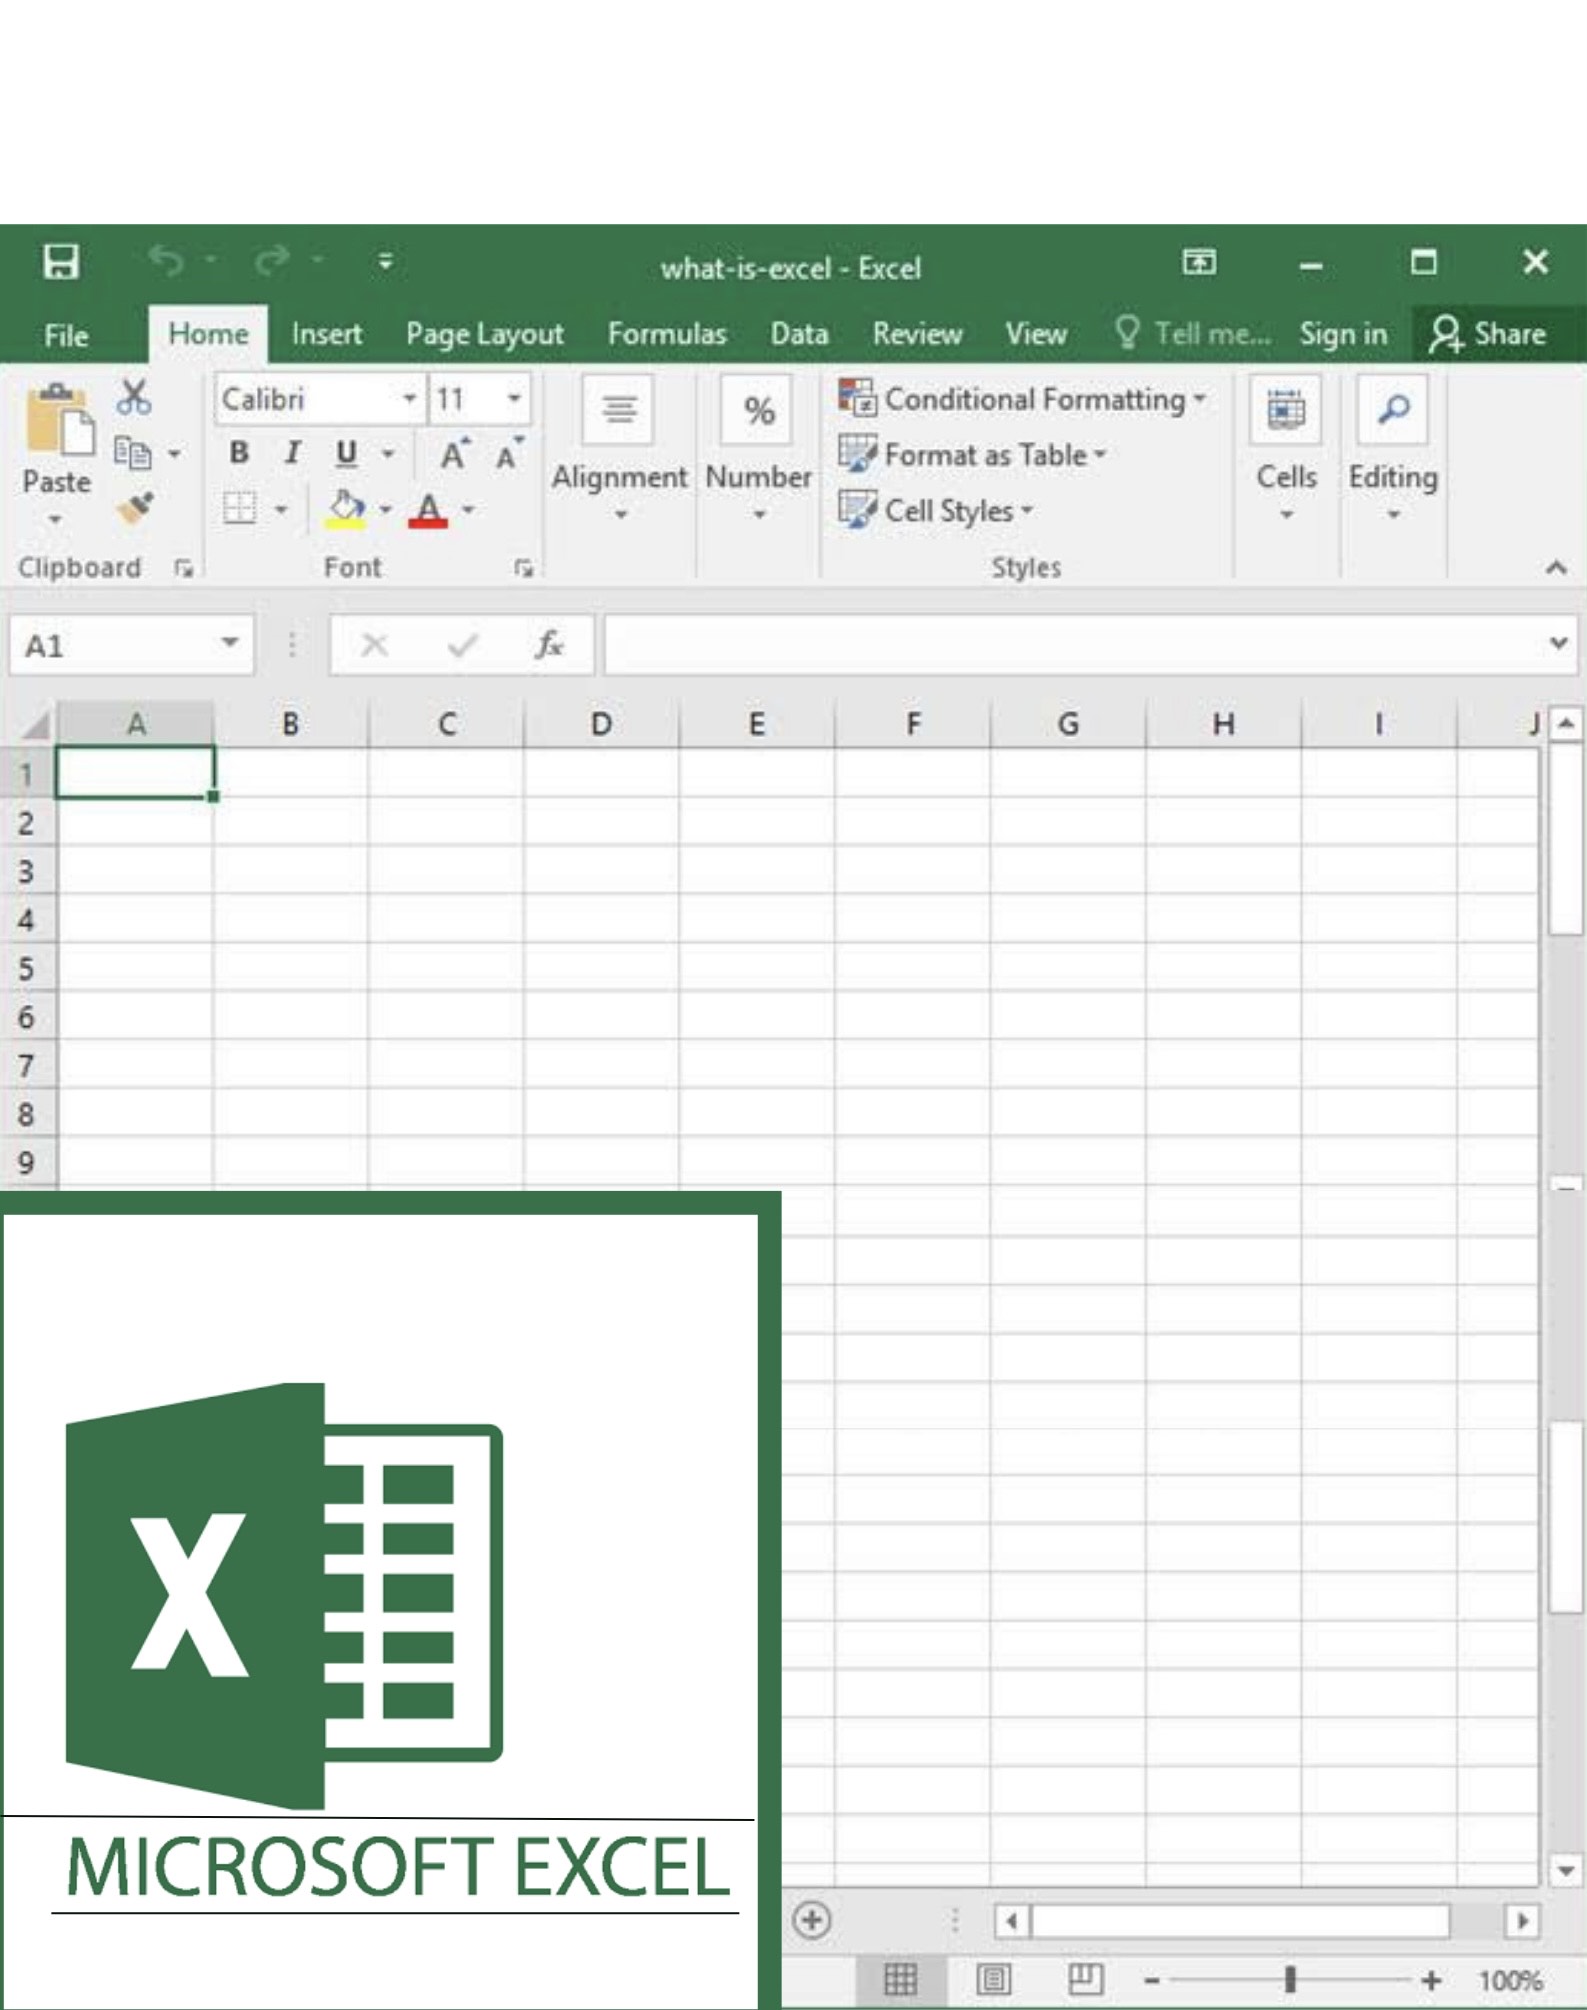 what-is-excel - Excel
File Home Insert Page Layout Formulas Data Review View Tell me... Sign in Share
Calibri 11 % Conditional Formatting
B I U A A Format as Table
Paste Alignment Number Cells Editing
A Cell Styles
Clipboard Font Styles
A1 fx
A B C D E F G H I J
1
2
3
4
5
6
7
8
9
X
MICROSOFT EXCEL
100%